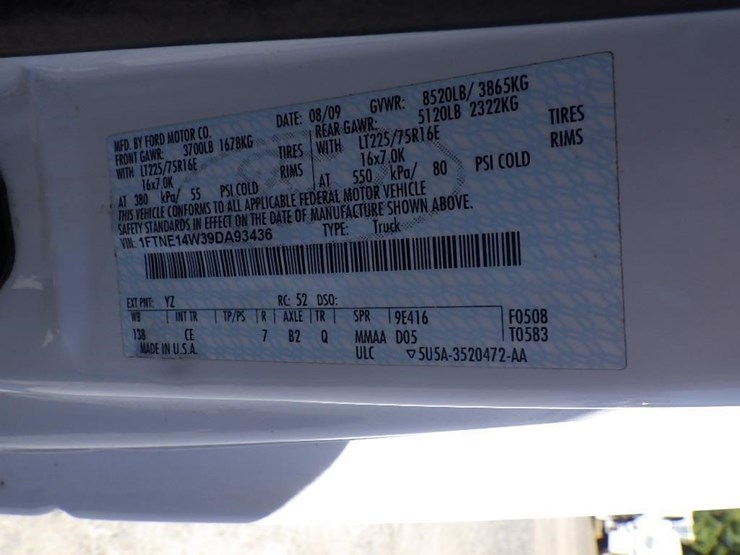 MFD. BY FORD MOTOR CO.
DATE: 08/09 GVWR: 8520LB/ 3865KG
FRONT GAWR: 3700LB 1678KG
REAR GAWR: 5120LB 2322KG
WITH LT225/75R16E TIRES
WITH LT225/75R16E TIRES
16x7.0K RIMS
16x7.0K RIMS
AT 380 kPa/ 55 PSI COLD
AT 550 kPa/ 80 PSI COLD
THIS VEHICLE CONFORMS TO ALL APPLICABLE FEDERAL MOTOR VEHICLE
SAFETY STANDARDS IN EFFECT ON THE DATE OF MANUFACTURE SHOWN ABOVE.
VIN: 1FTNE14W39DA93436
TYPE: Truck
EXT PNT: YZ RC: 52 DSO:
WB INT TR TP/PS R AXLE TR SPR 9E416 F0508
138 CE 7 B2 Q MMAA D05 T0583
MADE IN U.S.A. ULC ▽5U5A-3520472-AA